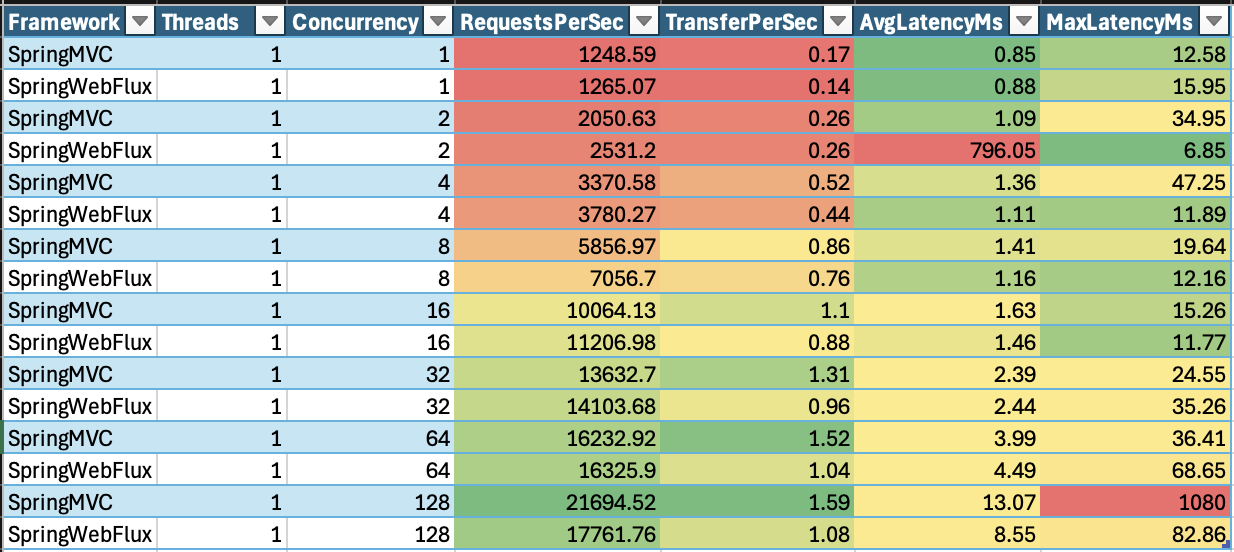 Framework Threads Concurrency RequestsPerSec TransferPerSec AvgLatencyMs MaxLatencyMs
SpringMVC 1 1 1248.59 0.17 0.85 12.58
SpringWebFlux 1 1 1265.07 0.14 0.88 15.95
SpringMVC 1 2 2050.63 0.26 1.09 34.95
SpringWebFlux 1 2 2531.2 0.26 796.05 6.85
SpringMVC 1 4 3370.58 0.52 1.36 47.25
SpringWebFlux 1 4 3780.27 0.44 1.11 11.89
SpringMVC 1 8 5856.97 0.86 1.41 19.64
SpringWebFlux 1 8 7056.7 0.76 1.16 12.16
SpringMVC 1 16 10064.13 1.1 1.63 15.26
SpringWebFlux 1 16 11206.98 0.88 1.46 11.77
SpringMVC 1 32 13632.7 1.31 2.39 24.55
SpringWebFlux 1 32 14103.68 0.96 2.44 35.26
SpringMVC 1 64 16232.92 1.52 3.99 36.41
SpringWebFlux 1 64 16325.9 1.04 4.49 68.65
SpringMVC 1 128 21694.52 1.59 13.07 1080
SpringWebFlux 1 128 17761.76 1.08 8.55 82.86